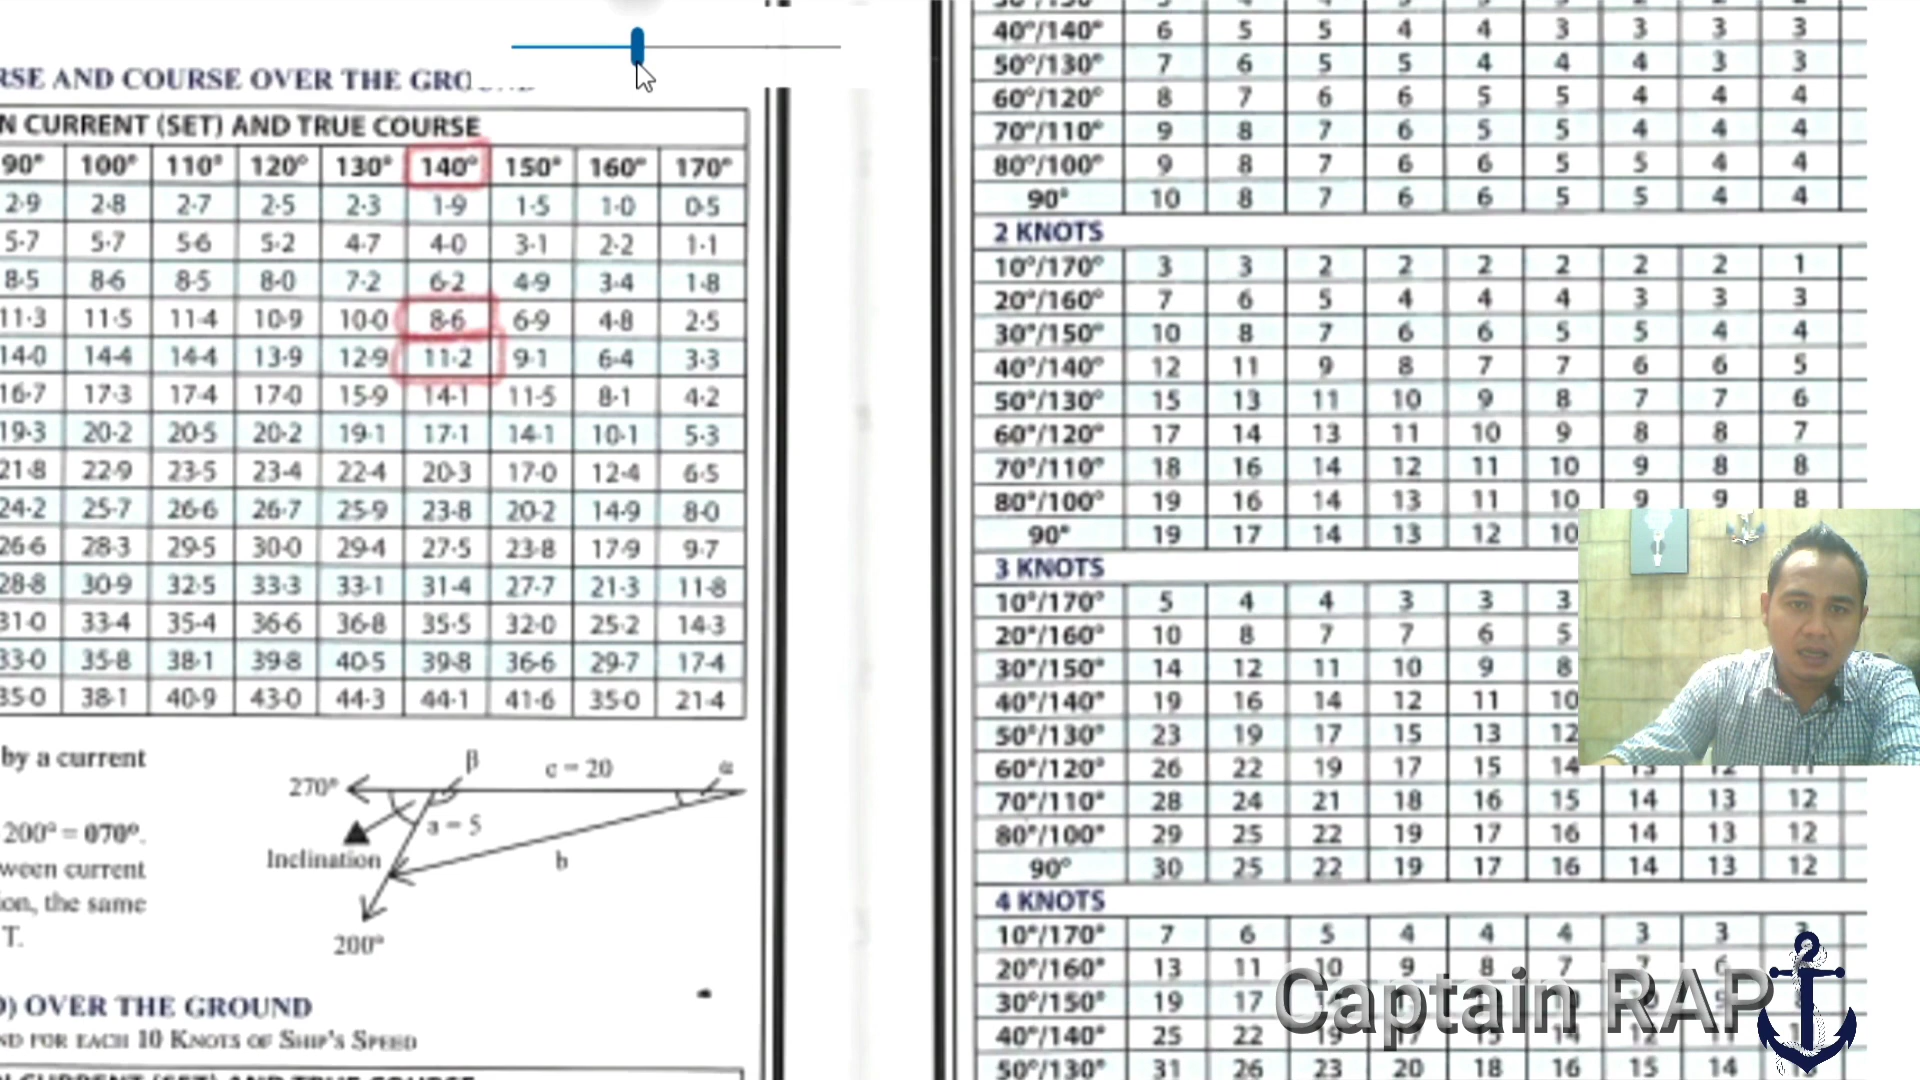 RSE AND COURSE OVER THE GRO
N CURRENT (SET) AND TRUE COURSE
90° 100° 110° 120° 130° 140° 150° 160° 170°
2·9 2·8 2·7 2·5 2·3 1·9 1·5 1·0 0·5
5·7 5·7 5·6 5·2 4·7 4·0 3·1 2·2 1·1
8·5 8·6 8·5 8·0 7·2 6·2 4·9 3·4 1·8
11·3 11·5 11·4 10·9 10·0 8·6 6·9 4·8 2·5
14·0 14·4 14·4 13·9 12·9 11·2 9·1 6·4 3·3
16·7 17·3 17·4 17·0 15·9 14·1 11·5 8·1 4·2
19·3 20·2 20·5 20·2 19·1 17·1 14·1 10·1 5·3
21·8 22·9 23·5 23·4 22·4 20·3 17·0 12·4 6·5
24·2 25·7 26·6 26·7 25·9 23·8 20·2 14·9 8·0
26·6 28·3 29·5 30·0 29·4 27·5 23·8 17·9 9·7
28·8 30·9 32·5 33·3 33·1 31·4 27·7 21·3 11·8
31·0 33·4 35·4 36·6 36·8 35·5 32·0 25·2 14·3
33·0 35·8 38·1 39·8 40·5 39·8 36·6 29·7 17·4
35·0 38·1 40·9 43·0 44·3 44·1 41·6 35·0 21·4
by a current
200° = 070°.
ween current
ion, the same
T.
270°
β
c = 20
α
a = 5
Inclination
b
200°
) OVER THE GROUND
ND FOR EACH 10 KNOTS OF SHIP'S SPEED
40°/140° 6 5 5 4 4 3 3 3 3
50°/130° 7 6 5 5 4 4 4 3 3
60°/120° 8 7 6 6 5 5 4 4 4
70°/110° 9 8 7 6 5 5 4 4 4
80°/100° 9 8 7 6 6 5 5 4 4
90° 10 8 7 6 6 5 5 4 4
2 KNOTS
10°/170° 3 3 2 2 2 2 2 2 1
20°/160° 7 6 5 4 4 4 3 3 3
30°/150° 10 8 7 6 6 5 5 4 4
40°/140° 12 11 9 8 7 7 6 6 5
50°/130° 15 13 11 10 9 8 7 7 6
60°/120° 17 14 13 11 10 9 8 8 7
70°/110° 18 16 14 12 11 10 9 8 8
80°/100° 19 16 14 13 11 10 9 9 8
90° 19 17 14 13 12 10
3 KNOTS
10°/170° 5 4 4 3 3 3
20°/160° 10 8 7 7 6 5
30°/150° 14 12 11 10 9 8
40°/140° 19 16 14 12 11 10
50°/130° 23 19 17 15 13 12
60°/120° 26 22 19 17 15 14
70°/110° 28 24 21 18 16 15 14 13 12
80°/100° 29 25 22 19 17 16 14 13 12
90° 30 25 22 19 17 16 14 13 12
4 KNOTS
10°/170° 7 6 5 4 4 4 3 3
20°/160° 13 11 10 9 8 7
30°/150° 19 17
40°/140° 25 22 19 17
50°/130° 31 26 23 20 18 16 15 14
Captain RAP